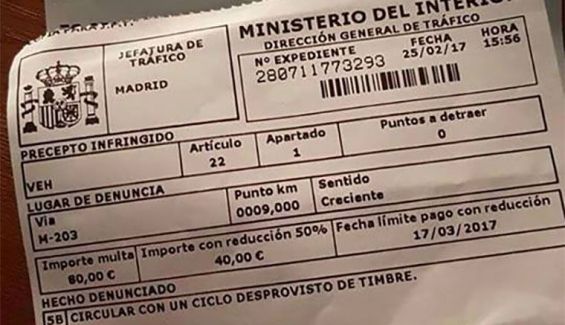 MINISTERIO DEL INTERIOR
DIRECCIÓN GENERAL DE TRÁFICO
JEFATURA DE
TRÁFICO
MADRID
Nº EXPEDIENTE FECHA HORA
280711773293 25/02/17 15:56
PRECEPTO INFRINGIDO Artículo Apartado Puntos a detraer
VEH 22 1 0
LUGAR DE DENUNCIA
Vía Punto km Sentido
M-203 0009,000 Creciente
Importe multa Importe con reducción 50% Fecha límite pago con reducción
80,00 € 40,00 € 17/03/2017
HECHO DENUNCIADO
5B CIRCULAR CON UN CICLO DESPROVISTO DE TIMBRE.